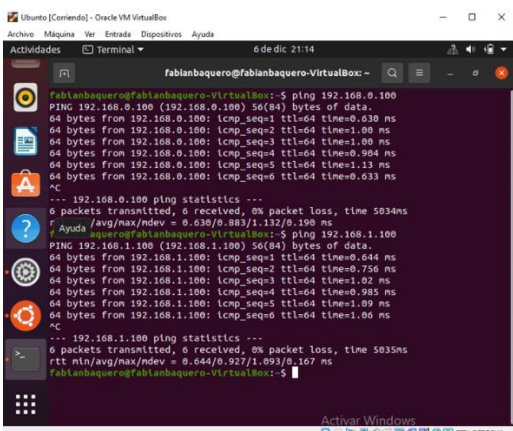 Ubunto [Corriendo] - Oracle VM VirtualBox
Archivo Máquina Ver Entrada Dispositivos Ayuda
Actividades Terminal 6 de dic 21:14
fabianbaquero@fabianbaquero-VirtualBox: ~
fabianbaquero@fabianbaquero-VirtualBox:~$ ping 192.168.0.100
PING 192.168.0.100 (192.168.0.100) 56(84) bytes of data.
64 bytes from 192.168.0.100: icmp_seq=1 ttl=64 time=0.630 ms
64 bytes from 192.168.0.100: icmp_seq=2 ttl=64 time=1.00 ms
64 bytes from 192.168.0.100: icmp_seq=3 ttl=64 time=1.00 ms
64 bytes from 192.168.0.100: icmp_seq=4 ttl=64 time=0.904 ms
64 bytes from 192.168.0.100: icmp_seq=5 ttl=64 time=1.13 ms
64 bytes from 192.168.0.100: icmp_seq=6 ttl=64 time=0.633 ms
^C
--- 192.168.0.100 ping statistics ---
6 packets transmitted, 6 received, 0% packet loss, time 5034ms
/avg/max/mdev = 0.630/0.883/1.132/0.190 ms
Ayuda
baquero@fabianbaquero-VirtualBox:~$ ping 192.168.1.100
PING 192.168.1.100 (192.168.1.100) 56(84) bytes of data.
64 bytes from 192.168.1.100: icmp_seq=1 ttl=64 time=0.644 ms
64 bytes from 192.168.1.100: icmp_seq=2 ttl=64 time=0.756 ms
64 bytes from 192.168.1.100: icmp_seq=3 ttl=64 time=1.02 ms
64 bytes from 192.168.1.100: icmp_seq=4 ttl=64 time=0.985 ms
64 bytes from 192.168.1.100: icmp_seq=5 ttl=64 time=1.09 ms
64 bytes from 192.168.1.100: icmp_seq=6 ttl=64 time=1.06 ms
^C
--- 192.168.1.100 ping statistics ---
6 packets transmitted, 6 received, 0% packet loss, time 5035ms
rtt min/avg/max/mdev = 0.644/0.927/1.093/0.167 ms
fabianbaquero@fabianbaquero-VirtualBox:~$
Activar Windows